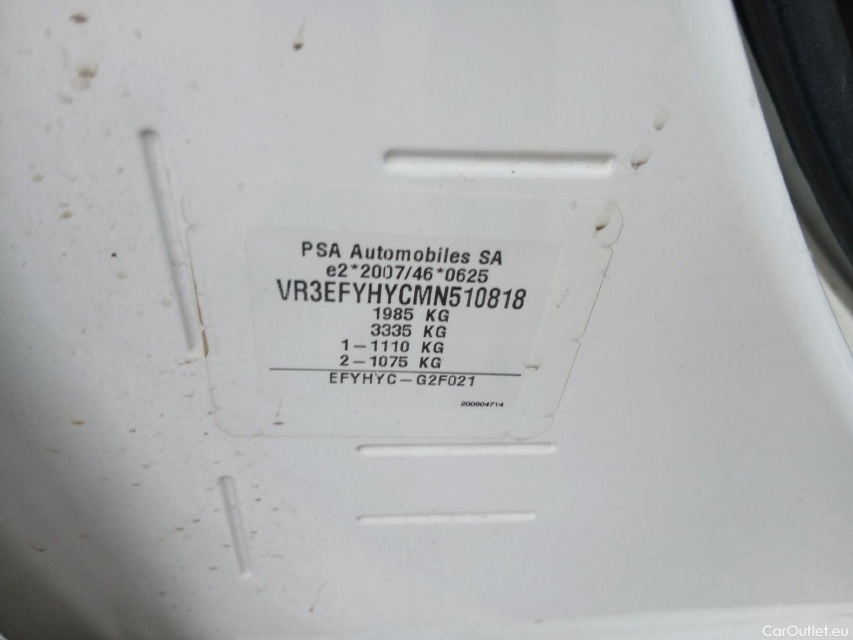 PSA Automobiles SA
e2*2007/46*0625
VR3EFYHYCMN510818
1985 KG
3335 KG
1-1110 KG
2-1075 KG
EFYHYC-G2F021
200604714
CarOutlet.eu